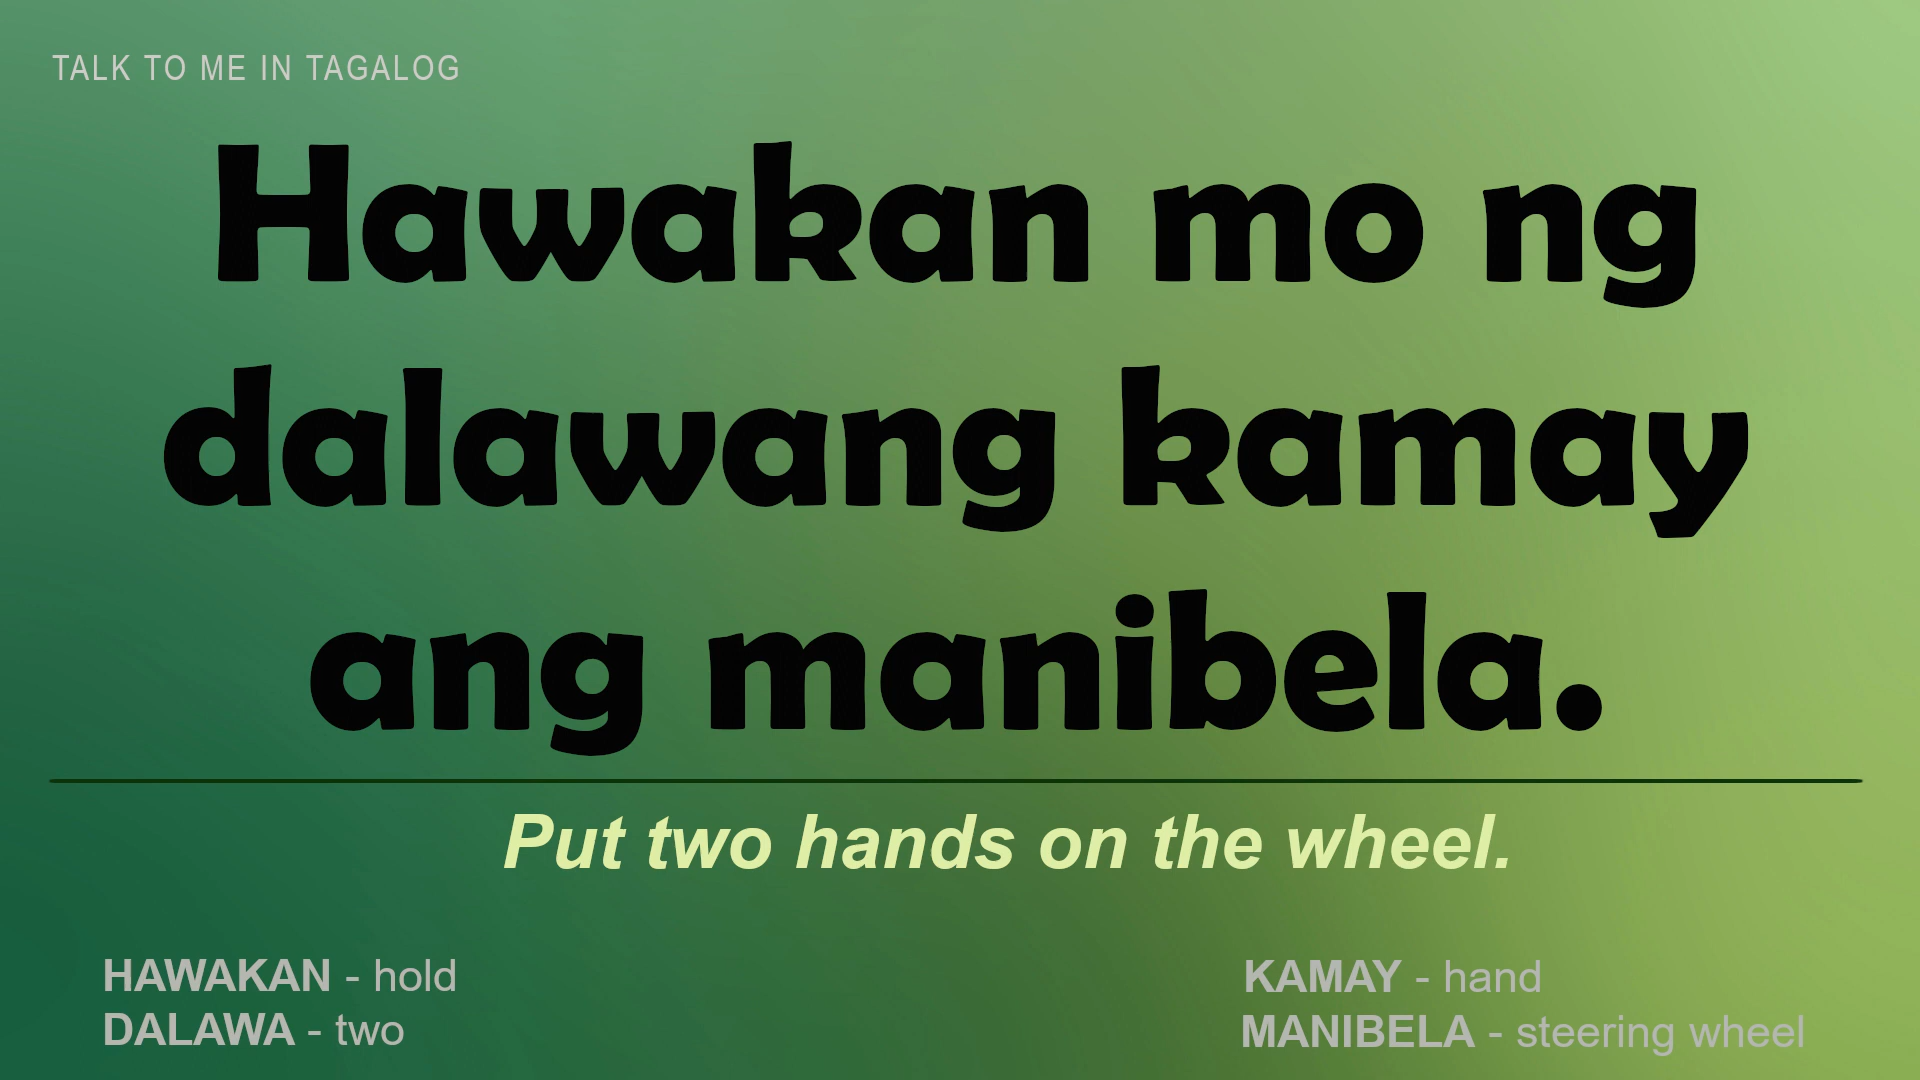 TALK TO ME IN TAGALOG
Hawakan mo ng
dalawang kamay
ang manibela.
Put two hands on the wheel.
HAWAKAN - hold
DALAWA - two
KAMAY - hand
MANIBELA - steering wheel